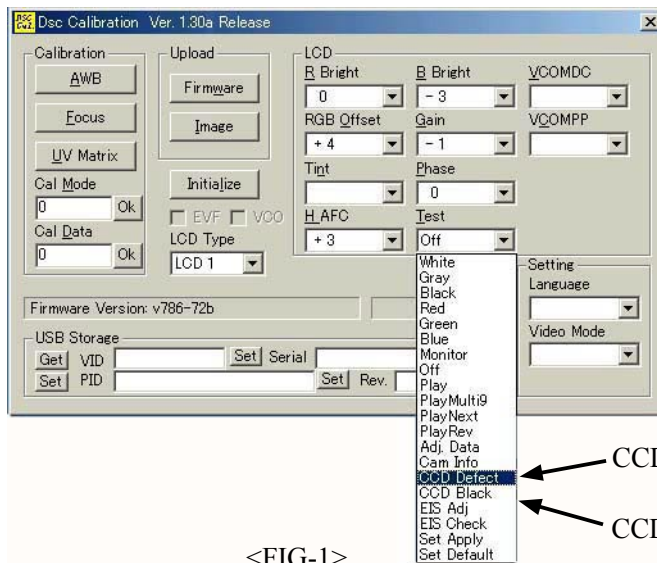 Dsc Calibration Ver. 1.30a Release
Calibration
AWB
Focus
UV Matrix
Cal Mode
0 Ok
Cal Data
0 Ok
Upload
Firmware
Image
Initialize
EVF VCO
LCD Type
LCD 1
LCD
R Bright B Bright VCOMDC
0 - 3
RGB Offset Gain VCOMPP
+ 4 - 1
Tint Phase
0
H AFC Test
+ 3 Off
White
Gray
Black
Red
Green
Blue
Monitor
Off
Play
PlayMulti9
PlayNext
PlayRev
Adj. Data
Cam Info
CCD Defect
CCD Black
EIS Adj
EIS Check
Set Apply
Set Default
Setting
Language
Video Mode
Firmware Version: v786-72b
USB Storage
Get VID Set Serial
Set PID Set Rev.
CCD
CCD
<FIG-1>